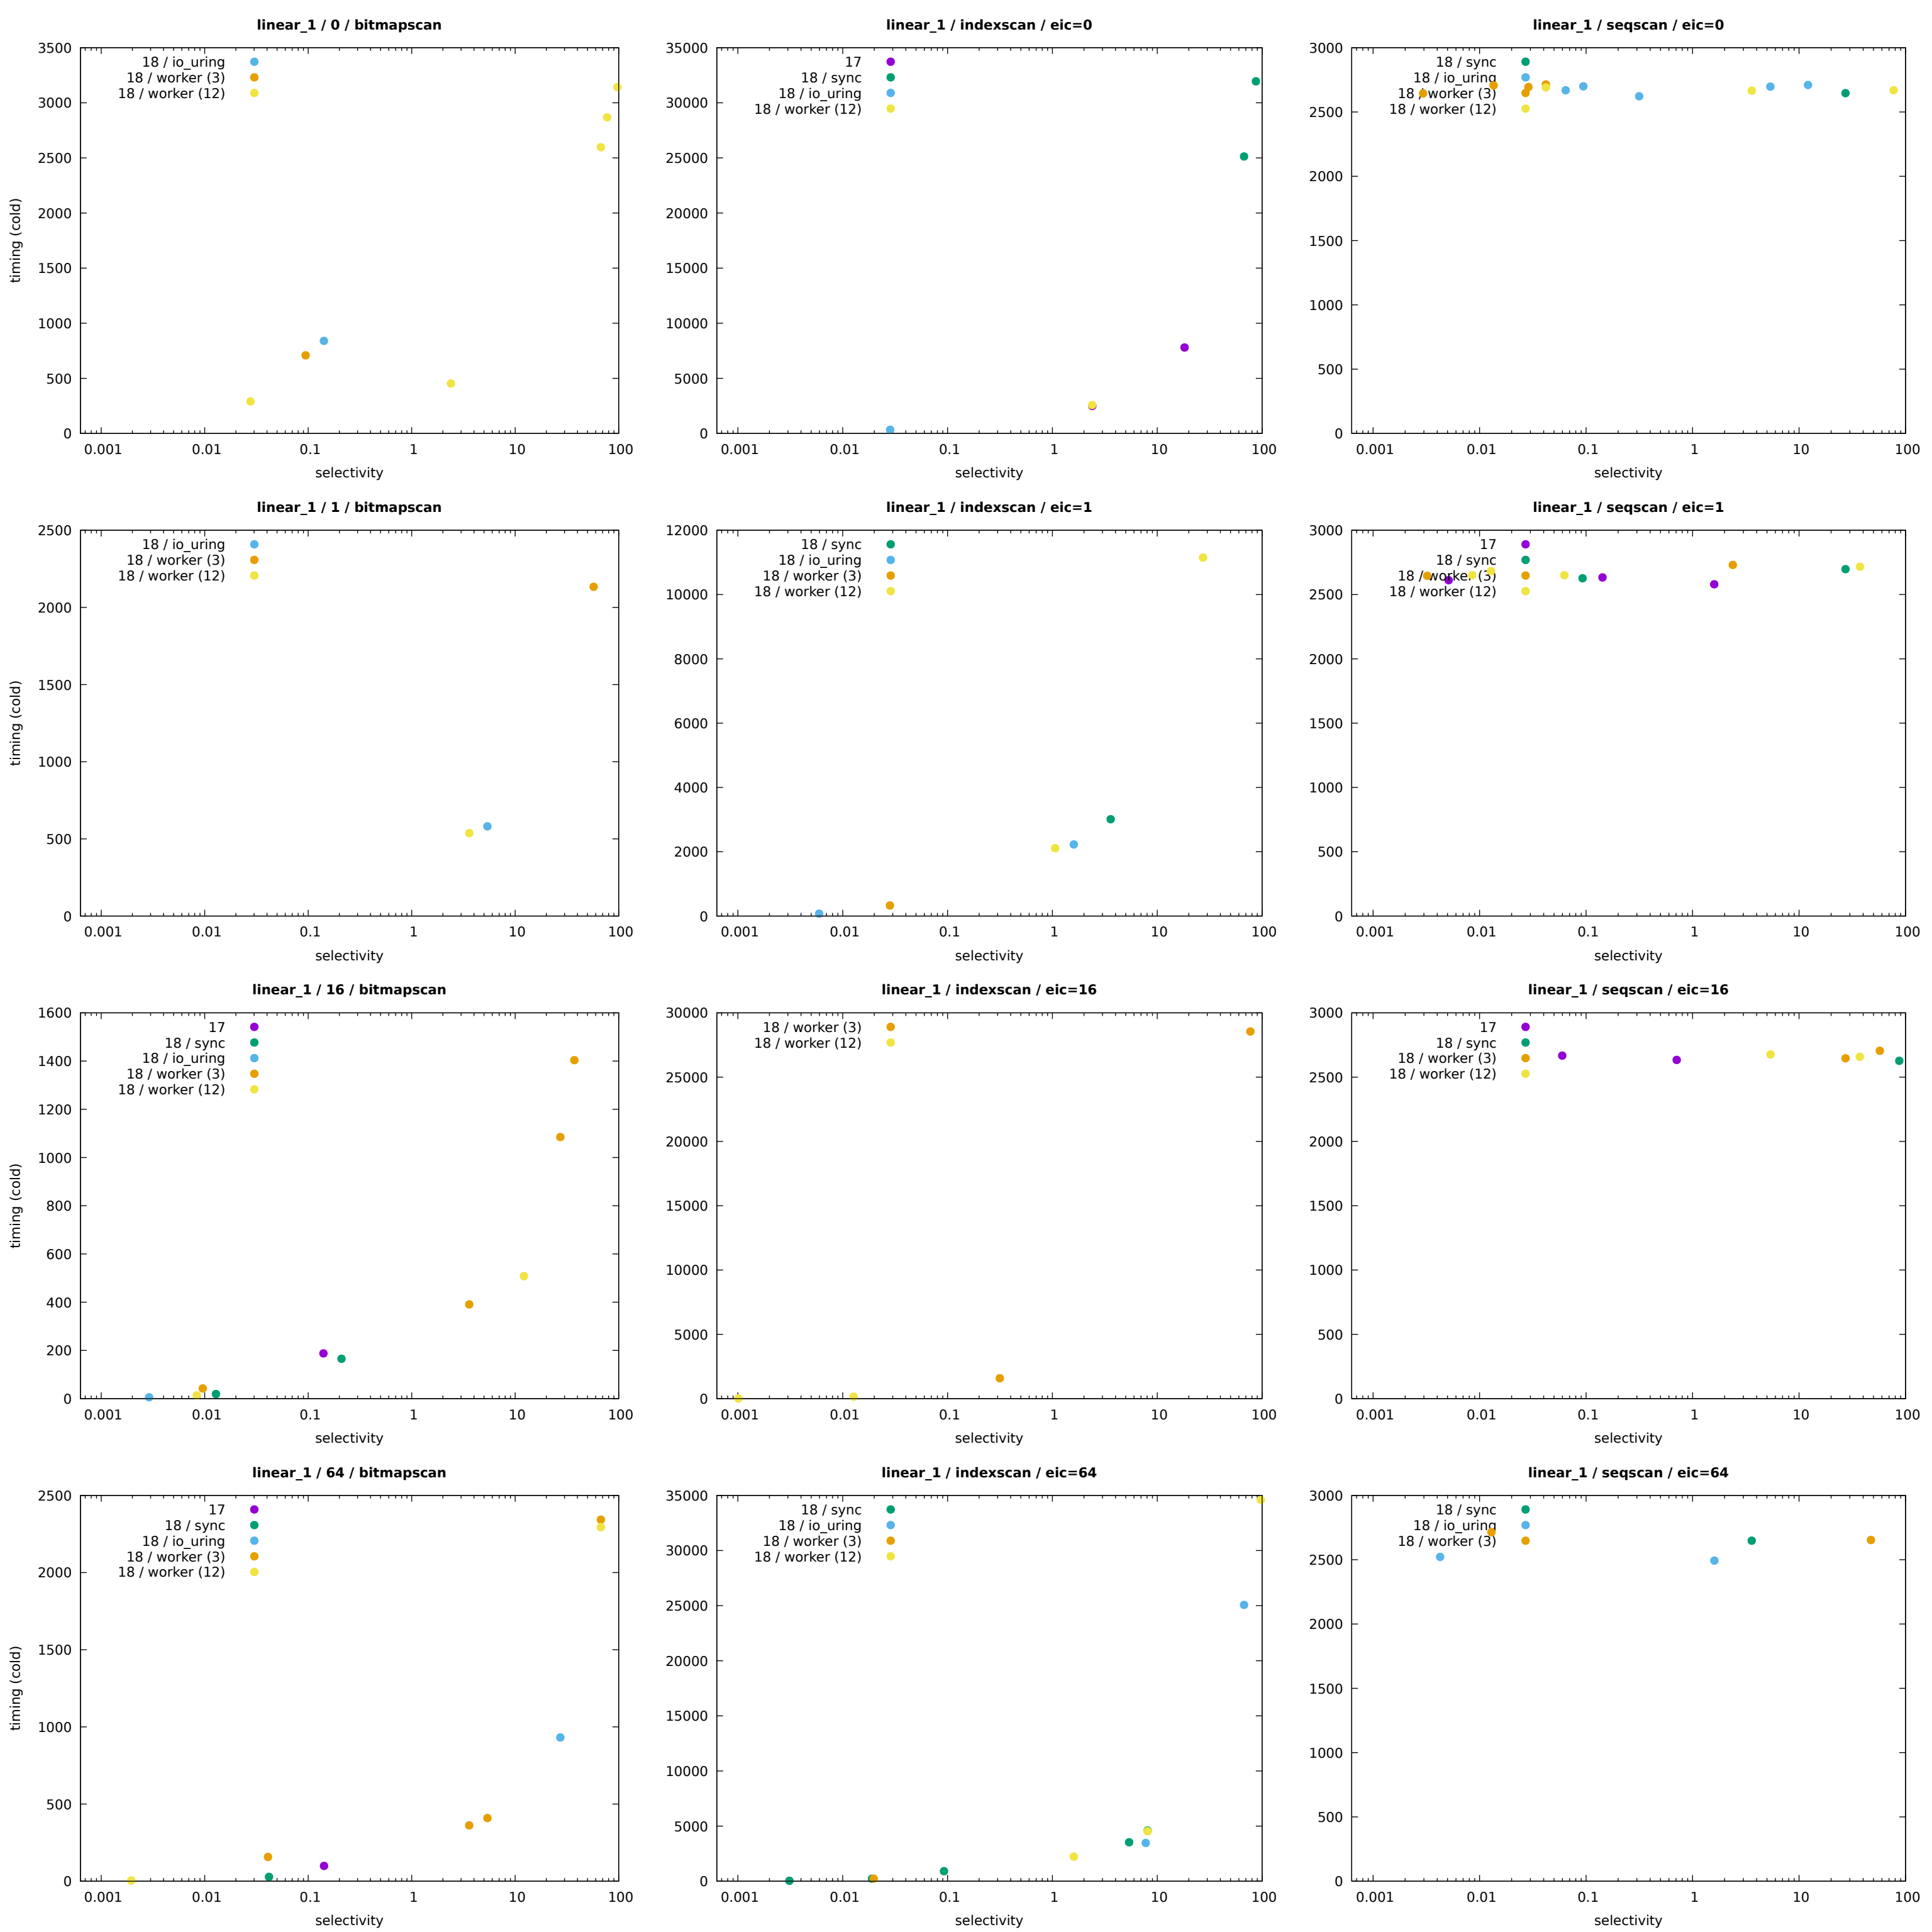 linear_1 / 0 / bitmapscan
3500
3000
2500
2000
1500
1000
500
0
timing (cold)
18 / io_uring
18 / worker (3)
18 / worker (12)
0.001 0.01 0.1 1 10 100
selectivity
linear_1 / indexscan / eic=0
35000
30000
25000
20000
15000
10000
5000
0
17
18 / sync
18 / io_uring
18 / worker (12)
0.001 0.01 0.1 1 10 100
selectivity
linear_1 / seqscan / eic=0
3000
2500
2000
1500
1000
500
0
18 / sync
18 / io_uring
18 / worker (3)
18 / worker (12)
0.001 0.01 0.1 1 10 100
selectivity
linear_1 / 1 / bitmapscan
2500
2000
1500
1000
500
0
timing (cold)
18 / io_uring
18 / worker (3)
18 / worker (12)
0.001 0.01 0.1 1 10 100
selectivity
linear_1 / indexscan / eic=1
12000
10000
8000
6000
4000
2000
0
18 / sync
18 / io_uring
18 / worker (3)
18 / worker (12)
0.001 0.01 0.1 1 10 100
selectivity
linear_1 / seqscan / eic=1
3000
2500
2000
1500
1000
500
0
17
18 / sync
18 / worker (3)
18 / worker (12)
0.001 0.01 0.1 1 10 100
selectivity
linear_1 / 16 / bitmapscan
1600
1400
1200
1000
800
600
400
200
0
timing (cold)
17
18 / sync
18 / io_uring
18 / worker (3)
18 / worker (12)
0.001 0.01 0.1 1 10 100
selectivity
linear_1 / indexscan / eic=16
30000
25000
20000
15000
10000
5000
0
18 / worker (3)
18 / worker (12)
0.001 0.01 0.1 1 10 100
selectivity
linear_1 / seqscan / eic=16
3000
2500
2000
1500
1000
500
0
17
18 / sync
18 / worker (3)
18 / worker (12)
0.001 0.01 0.1 1 10 100
selectivity
linear_1 / 64 / bitmapscan
2500
2000
1500
1000
500
0
timing (cold)
17
18 / sync
18 / io_uring
18 / worker (3)
18 / worker (12)
0.001 0.01 0.1 1 10 100
selectivity
linear_1 / indexscan / eic=64
35000
30000
25000
20000
15000
10000
5000
0
18 / sync
18 / io_uring
18 / worker (3)
18 / worker (12)
0.001 0.01 0.1 1 10 100
selectivity
linear_1 / seqscan / eic=64
3000
2500
2000
1500
1000
500
0
18 / sync
18 / io_uring
18 / worker (3)
0.001 0.01 0.1 1 10 100
selectivity